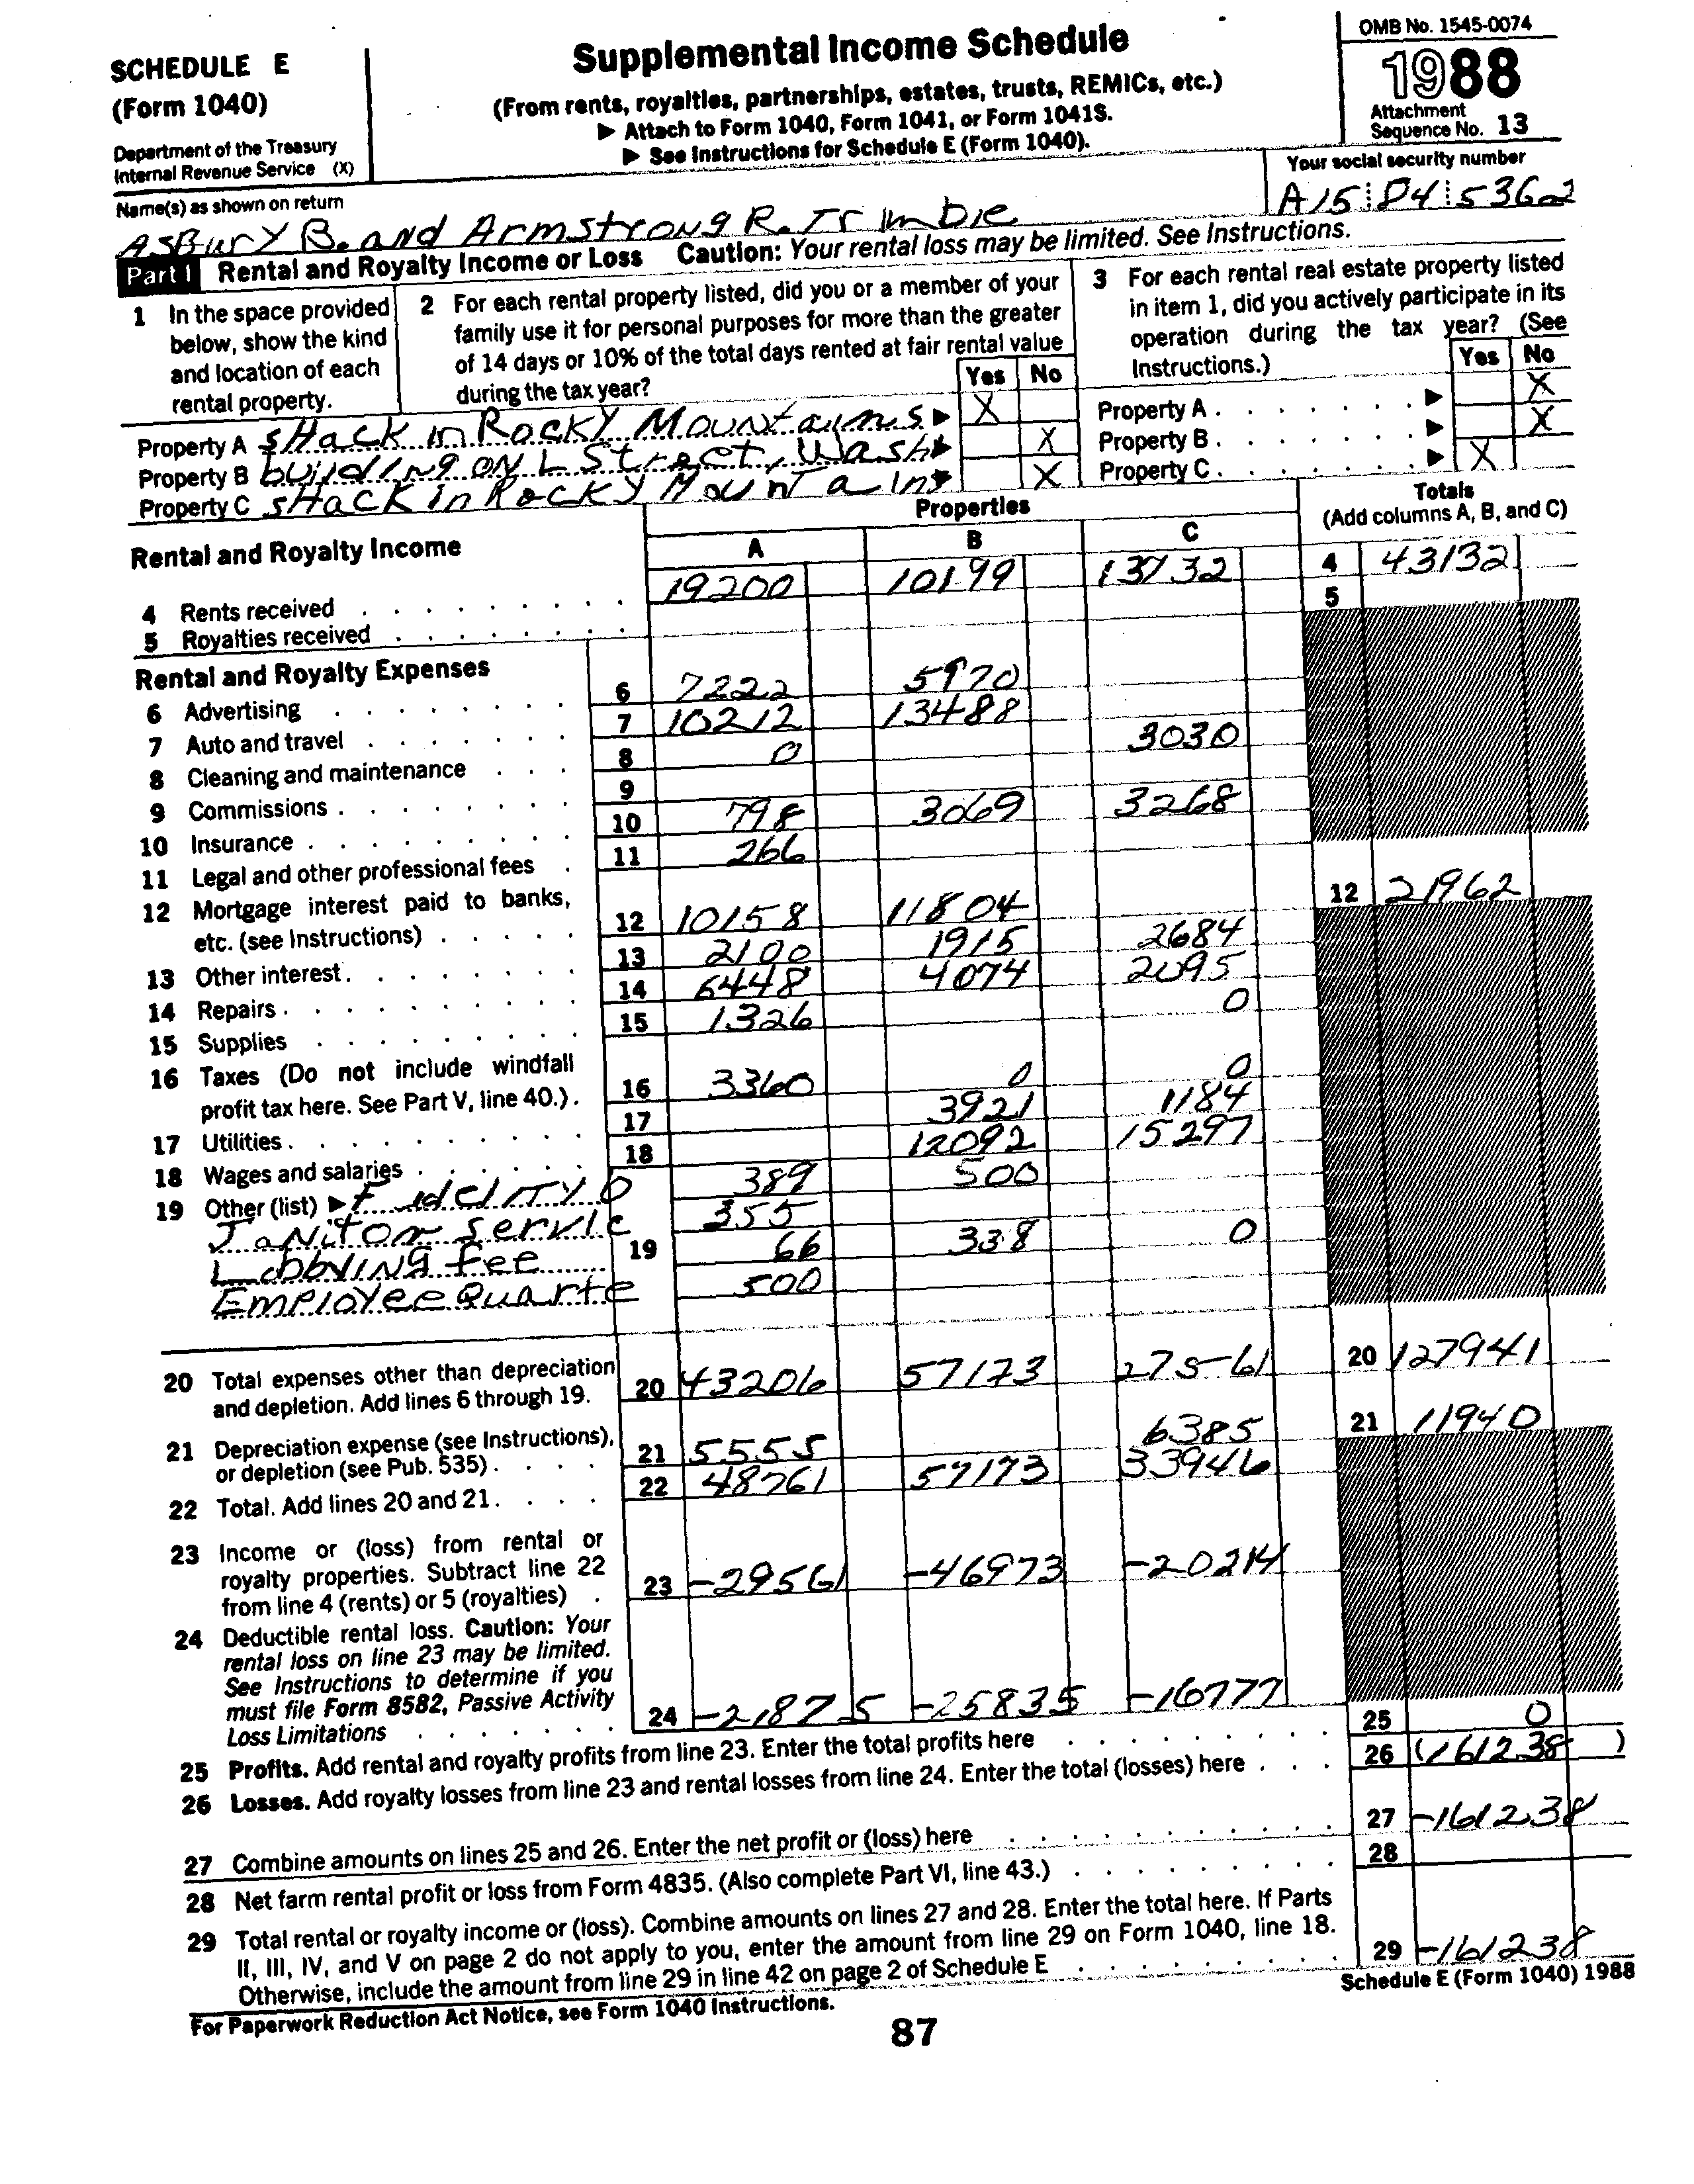 SCHEDULE E
(Form 1040)
Department of the Treasury
Internal Revenue Service (X)
Supplemental Income Schedule
(From rents, royalties, partnerships, estates, trusts, REMICs, etc.)
▶ Attach to Form 1040, Form 1041, or Form 1041S.
▶ See Instructions for Schedule E (Form 1040).
OMB No. 1545-0074
1988
Attachment
Sequence No. 13
Name(s) as shown on return
Your social security number
ASBURY B. and Armstrong R. Trimble
A15 D4 5362
Part I Rental and Royalty Income or Loss Caution: Your rental loss may be limited. See Instructions.
1 In the space provided
below, show the kind
and location of each
rental property.
2 For each rental property listed, did you or a member of your
family use it for personal purposes for more than the greater
of 14 days or 10% of the total days rented at fair rental value
during the tax year?
Yes No
3 For each rental real estate property listed
in item 1, did you actively participate in its
operation during the tax year? (See
Instructions.)
Yes No
Property A SHack in Rocky Mountains ▶ X
Property A ▶ X
Property B building ON L Street, Wash ▶ X
Property B ▶ X
Property C SHack in Rocky Mountains X
Property C ▶ X
Properties
Totals
(Add columns A, B, and C)
Rental and Royalty Income
A B C
4 Rents received 19200 10199 13732 4 43132
5 Royalties received 5
Rental and Royalty Expenses
6 Advertising 6 7222 5970
7 Auto and travel 7 10212 13488
8 Cleaning and maintenance 8 0 3030
9 Commissions 9
10 Insurance 10 798 3069 3268
11 Legal and other professional fees 11 266
12 Mortgage interest paid to banks,
etc. (see Instructions) 12 10158 11804 12 21962
13 Other interest 13 2100 1915 2684
14 Repairs 14 6448 4074 2095
15 Supplies 15 1326 0
16 Taxes (Do not include windfall
profit tax here. See Part V, line 40.) 16 3360 0 0
17 Utilities 17 3921 1184
18 Wages and salaries 18 12092 15297
19 Other (list) ▶ Fidelity O 389 500
Janitor servic 355
Lobbying fee 19 66 338 0
Employee Quarte 500
20 Total expenses other than depreciation
and depletion. Add lines 6 through 19. 20 43206 57173 27561 20 127941
21 Depreciation expense (see Instructions),
or depletion (see Pub. 535) 21 5555 6385 21 11940
22 Total. Add lines 20 and 21 22 48761 57173 33946
23 Income or (loss) from rental or
royalty properties. Subtract line 22
from line 4 (rents) or 5 (royalties) 23 -29561 -46973 -20214
24 Deductible rental loss. Caution: Your
rental loss on line 23 may be limited.
See Instructions to determine if you
must file Form 8582, Passive Activity
Loss Limitations 24 -21875 -25835 -16777
25 Profits. Add rental and royalty profits from line 23. Enter the total profits here 25 0
26 Losses. Add royalty losses from line 23 and rental losses from line 24. Enter the total (losses) here 26 (161238)
27 Combine amounts on lines 25 and 26. Enter the net profit or (loss) here 27 -161238
28 Net farm rental profit or loss from Form 4835. (Also complete Part VI, line 43.) 28
29 Total rental or royalty income or (loss). Combine amounts on lines 27 and 28. Enter the total here. If Parts
II, III, IV, and V on page 2 do not apply to you, enter the amount from line 29 on Form 1040, line 18.
Otherwise, include the amount from line 29 in line 42 on page 2 of Schedule E 29 -161238
For Paperwork Reduction Act Notice, see Form 1040 Instructions.
Schedule E (Form 1040) 1988
87